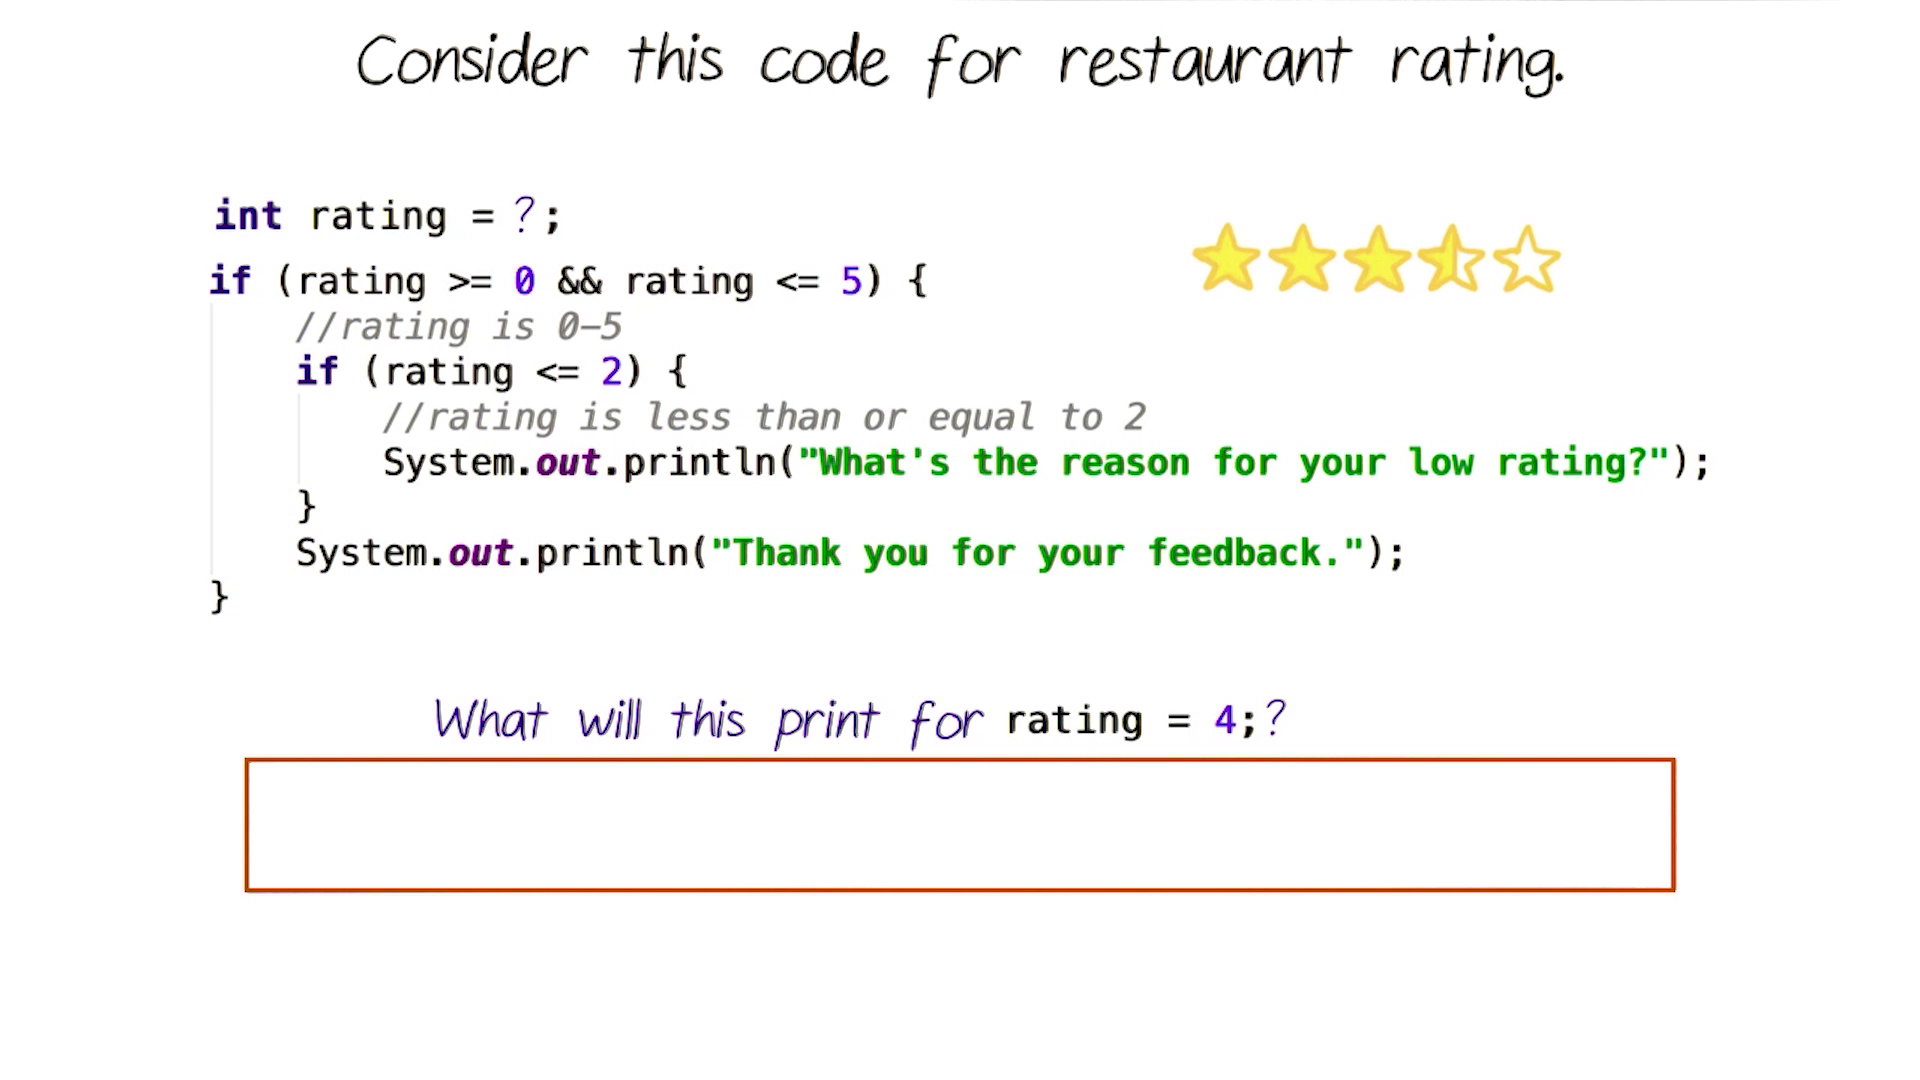 Consider this code for restaurant rating.
int rating = ?;
if (rating >= 0 && rating <= 5) {
//rating is 0–5
if (rating <= 2) {
//rating is less than or equal to 2
System.out.println("What's the reason for your low rating?");
}
System.out.println("Thank you for your feedback.");
}
What will this print for rating = 4;?